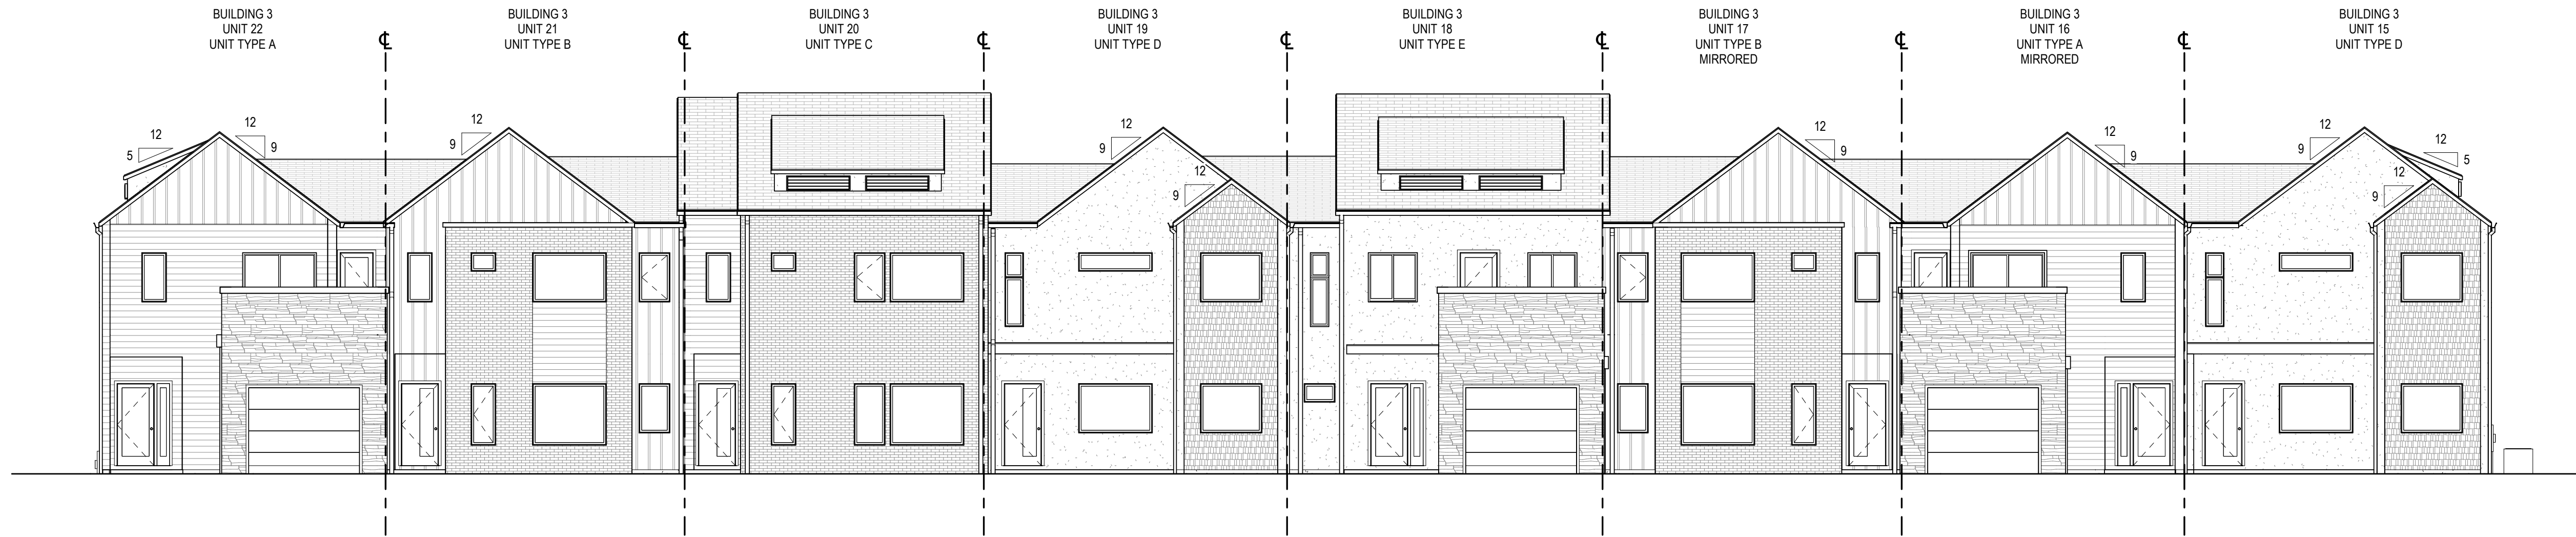 BUILDING 3
UNIT 22
UNIT TYPE A
BUILDING 3
UNIT 21
UNIT TYPE B
BUILDING 3
UNIT 20
UNIT TYPE C
BUILDING 3
UNIT 19
UNIT TYPE D
BUILDING 3
UNIT 18
UNIT TYPE E
BUILDING 3
UNIT 17
UNIT TYPE B
MIRRORED
BUILDING 3
UNIT 16
UNIT TYPE A
MIRRORED
BUILDING 3
UNIT 15
UNIT TYPE D
℄
℄
℄
℄
℄
℄
℄
12
5
12
9
12
9
12
9
12
9
12
9
12
9
12
9
12
5
12
9